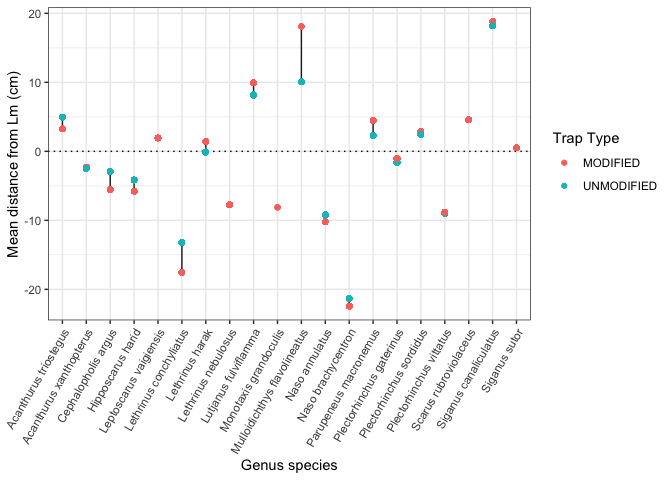 Mean distance from Lm (cm)
20
10
0
-10
-20
Acanthurus triostegus
Acanthurus xanthopterus
Cephalopholis argus
Hipposcarus harid
Leptoscarus vaigiensis
Lethrinus conchyliatus
Lethrinus harak
Lethrinus nebulosus
Lutjanus fulviflamma
Monotaxis grandoculis
Mulloidichthys flavolineatus
Naso annulatus
Naso brachycentron
Parupeneus macronemus
Plectorhinchus gaterinus
Plectorhinchus sordidus
Plectorhinchus vittatus
Scarus rubroviolaceus
Siganus canaliculatus
Siganus sutor
Genus species
Trap Type
MODIFIED
UNMODIFIED